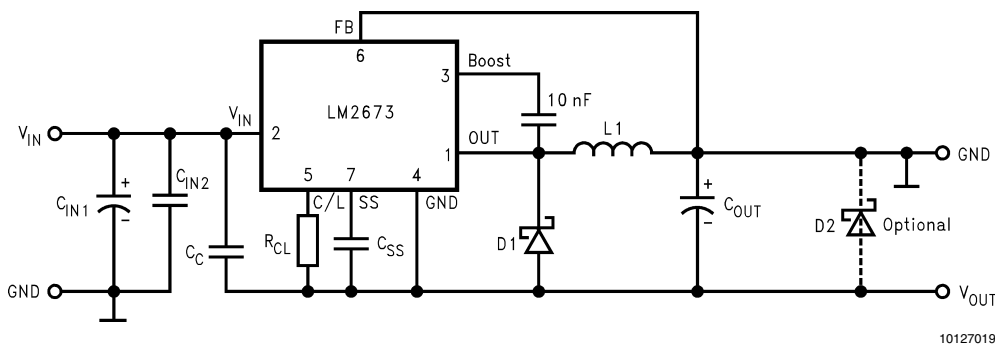 FB
6
Boost
3
10 nF
LM2673
V_IN
V_IN
2
OUT
1
L1
GND
5
7
4
C/L
SS
GND
+
C_IN1
−
C_IN2
C_C
R_CL
C_SS
D1
+
C_OUT
−
D2
Optional
GND
V_OUT
10127019